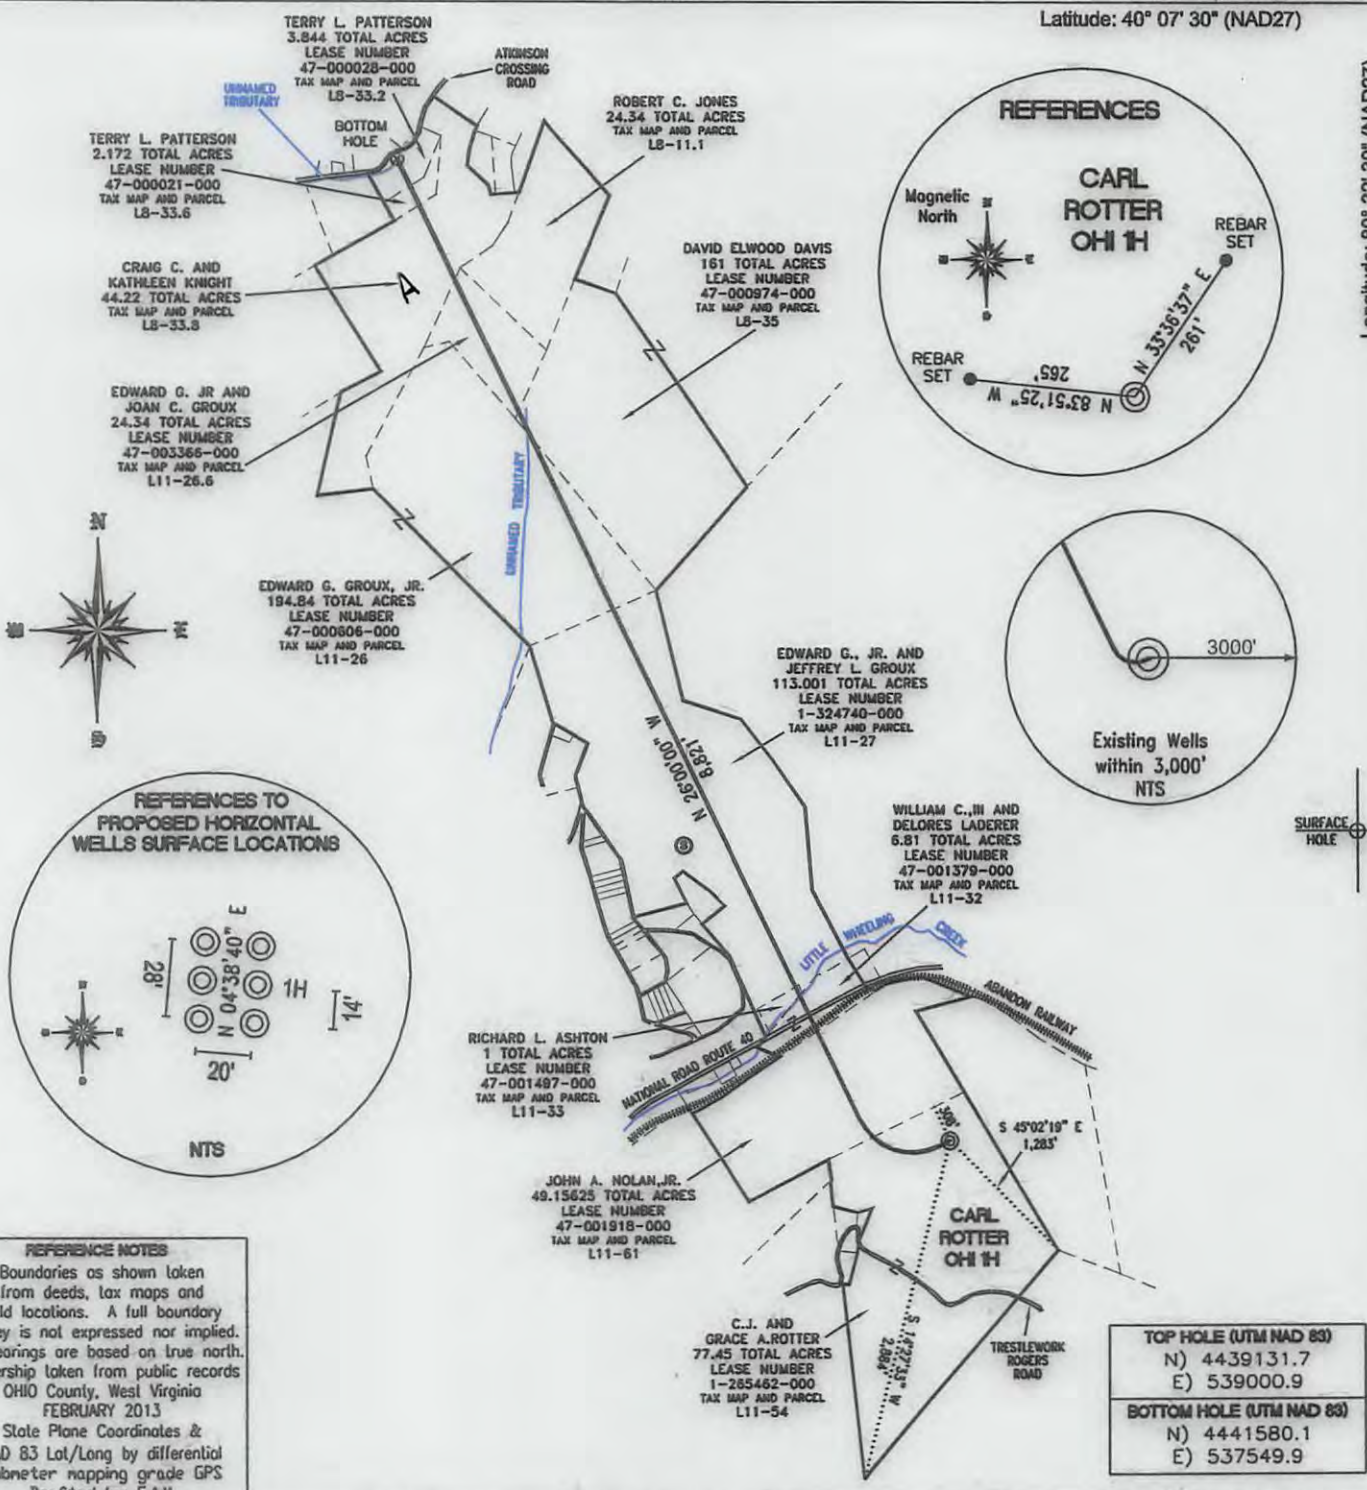 Latitude: 40° 07' 30" (NAD27)
TERRY L. PATTERSON
3.844 TOTAL ACRES
LEASE NUMBER
47-000028-000
TAX MAP AND PARCEL
L8-33.2
ATKINSON
CROSSING
ROAD
UNNAMED
TRIBUTARY
BOTTOM
HOLE
TERRY L. PATTERSON
2.172 TOTAL ACRES
LEASE NUMBER
47-000021-000
TAX MAP AND PARCEL
L8-33.6
ROBERT C. JONES
24.34 TOTAL ACRES
TAX MAP AND PARCEL
L8-11.1
CRAIG C. AND
KATHLEEN KNIGHT
44.22 TOTAL ACRES
TAX MAP AND PARCEL
L8-33.8
A
DAVID ELWOOD DAVIS
161 TOTAL ACRES
LEASE NUMBER
47-000974-000
TAX MAP AND PARCEL
L8-35
REFERENCES
CARL
ROTTER
OHI 1H
Magnetic
North
REBAR
SET
N 33°36'37" E
261'
REBAR
SET
265'
N 83°51'25" W
EDWARD G. JR AND
JOAN C. GROUX
24.34 TOTAL ACRES
LEASE NUMBER
47-003366-000
TAX MAP AND PARCEL
L11-26.6
Z
Z
UNNAMED TRIBUTARY
N
EDWARD G. GROUX, JR.
194.84 TOTAL ACRES
LEASE NUMBER
47-000606-000
TAX MAP AND PARCEL
L11-26
EDWARD G., JR. AND
JEFFREY L. GROUX
113.001 TOTAL ACRES
LEASE NUMBER
1-324740-000
TAX MAP AND PARCEL
L11-27
3000'
Existing Wells
within 3,000'
NTS
N 26°00'00" W
8,821'
REFERENCES TO
PROPOSED HORIZONTAL
WELLS SURFACE LOCATIONS
28'
N 04°38'40" E
1H
14'
20'
NTS
WILLIAM C.,III AND
DELORES LADERER
6.81 TOTAL ACRES
LEASE NUMBER
47-001379-000
TAX MAP AND PARCEL
L11-32
SURFACE
HOLE
LITTLE WHEELING CREEK
ABANDON RAILWAY
RICHARD L. ASHTON
1 TOTAL ACRES
LEASE NUMBER
47-001497-000
TAX MAP AND PARCEL
L11-33
NATIONAL ROAD ROUTE 40
Z
S 45°02'19" E
1,283'
JOHN A. NOLAN,JR.
49.15625 TOTAL ACRES
LEASE NUMBER
47-001918-000
TAX MAP AND PARCEL
L11-61
CARL
ROTTER
OHI 1H
Z
C.J. AND
GRACE A.ROTTER
77.45 TOTAL ACRES
LEASE NUMBER
1-265462-000
TAX MAP AND PARCEL
L11-54
TRESTLEWORK
ROGERS
ROAD
REFERENCE NOTES
Boundaries as shown taken
from deeds, tax maps and
ld locations. A full boundary
ey is not expressed nor implied.
earings are based on true north.
ership taken from public records
OHIO County, West Virginia
FEBRUARY 2013
State Plane Coordinates &
D 83 Lat/Long by differential
bmeter mapping grade GPS
TOP HOLE (UTM NAD 83)
N) 4439131.7
E) 539000.9
BOTTOM HOLE (UTM NAD 83)
N) 4441580.1
E) 537549.9